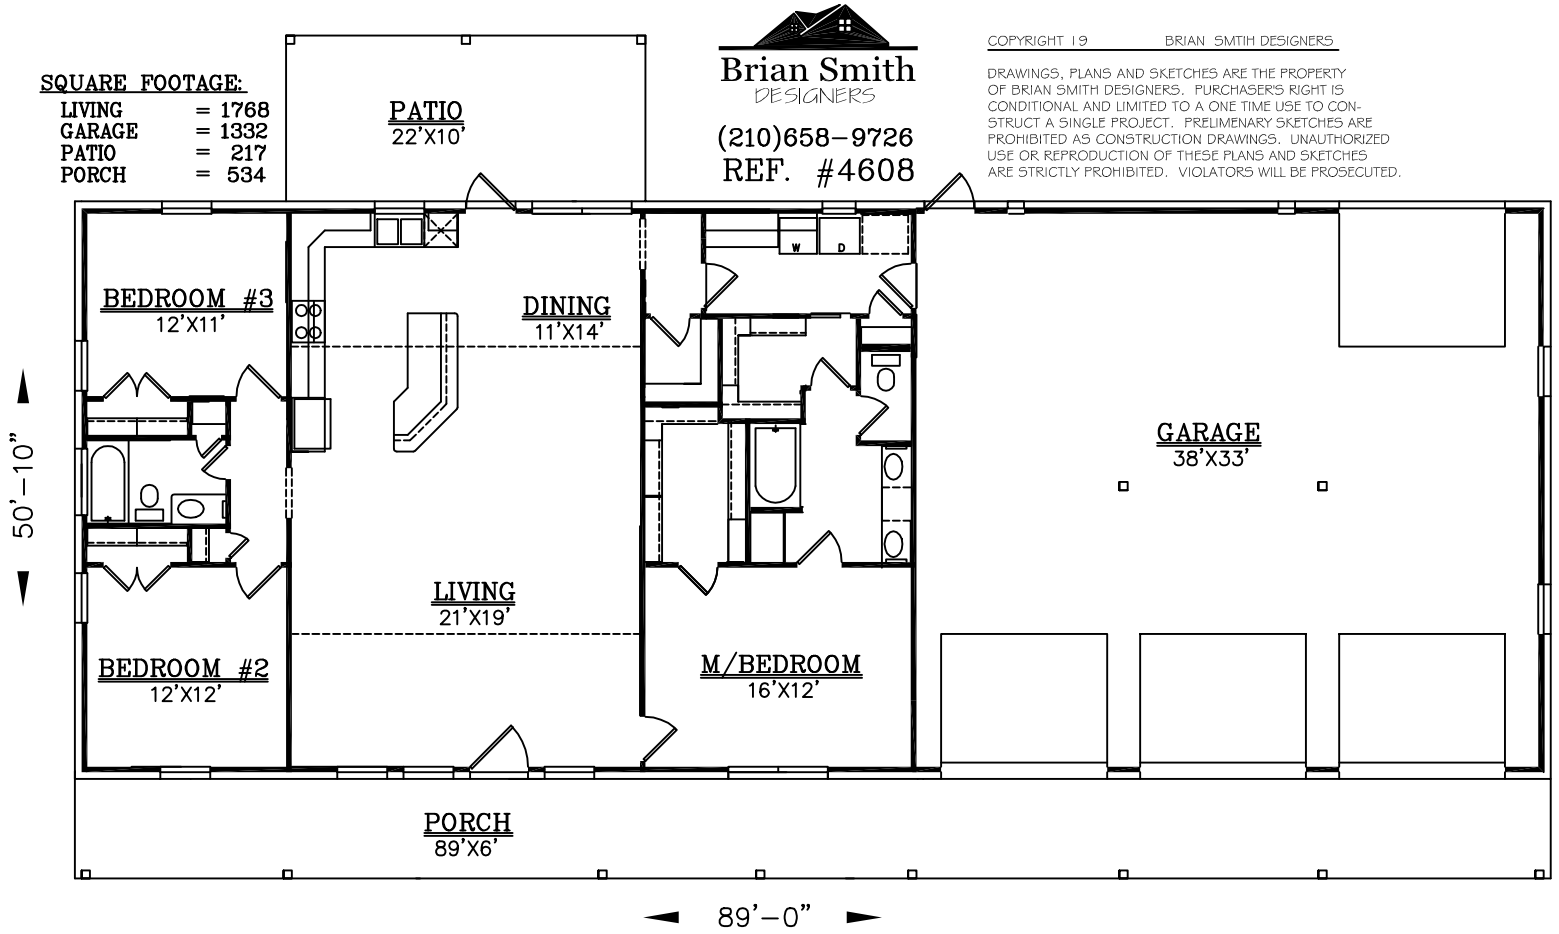 SQUARE FOOTAGE:
LIVING = 1768
GARAGE = 1332
PATIO = 217
PORCH = 534
PATIO
22'X10'
Brian Smith
DESIGNERS
(210)658-9726
REF. #4608
COPYRIGHT 19 BRIAN SMTIH DESIGNERS
DRAWINGS, PLANS AND SKETCHES ARE THE PROPERTY
OF BRIAN SMITH DESIGNERS. PURCHASER'S RIGHT IS
CONDITIONAL AND LIMITED TO A ONE TIME USE TO CON-
STRUCT A SINGLE PROJECT. PRELIMENARY SKETCHES ARE
PROHIBITED AS CONSTRUCTION DRAWINGS. UNAUTHORIZED
USE OR REPRODUCTION OF THESE PLANS AND SKETCHES
ARE STRICTLY PROHIBITED. VIOLATORS WILL BE PROSECUTED.
W D
BEDROOM #3
12'X11'
DINING
11'X14'
GARAGE
38'X33'
50'-10"
LIVING
21'X19'
BEDROOM #2
12'X12'
M/BEDROOM
16'X12'
PORCH
89'X6'
89'-0"